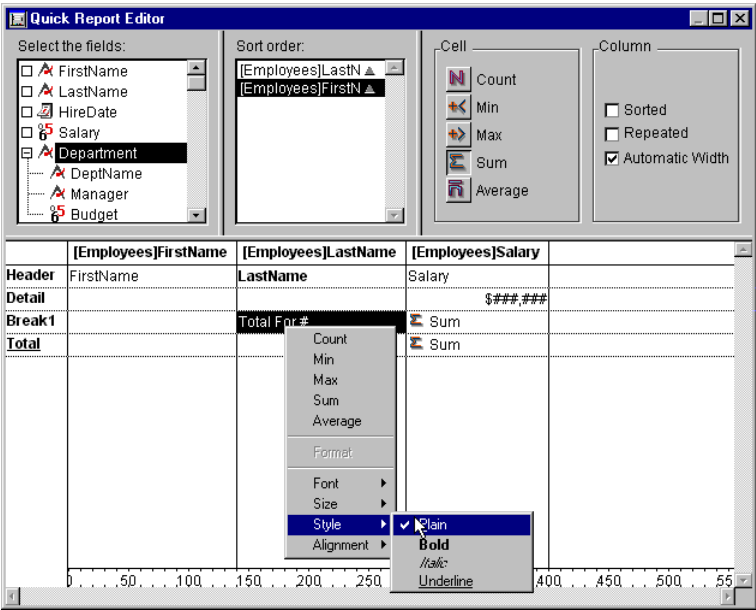 Quick Report Editor
Select the fields:
FirstName
LastName
HireDate
Salary
Department
DeptName
Manager
Budget
Sort order:
[Employees]LastN
[Employees]FirstN
Cell
Count
Min
Max
Sum
Average
Column
Sorted
Repeated
Automatic Width
[Employees]FirstName [Employees]LastName [Employees]Salary
Header FirstName LastName Salary
Detail $###,###
Break1 Total For # Sum
Total Sum
Count
Min
Max
Sum
Average
Format
Font
Size
Style
Alignment
Plain
Bold
Italic
Underline
0 50 100 150 200 250 400 450 500 55